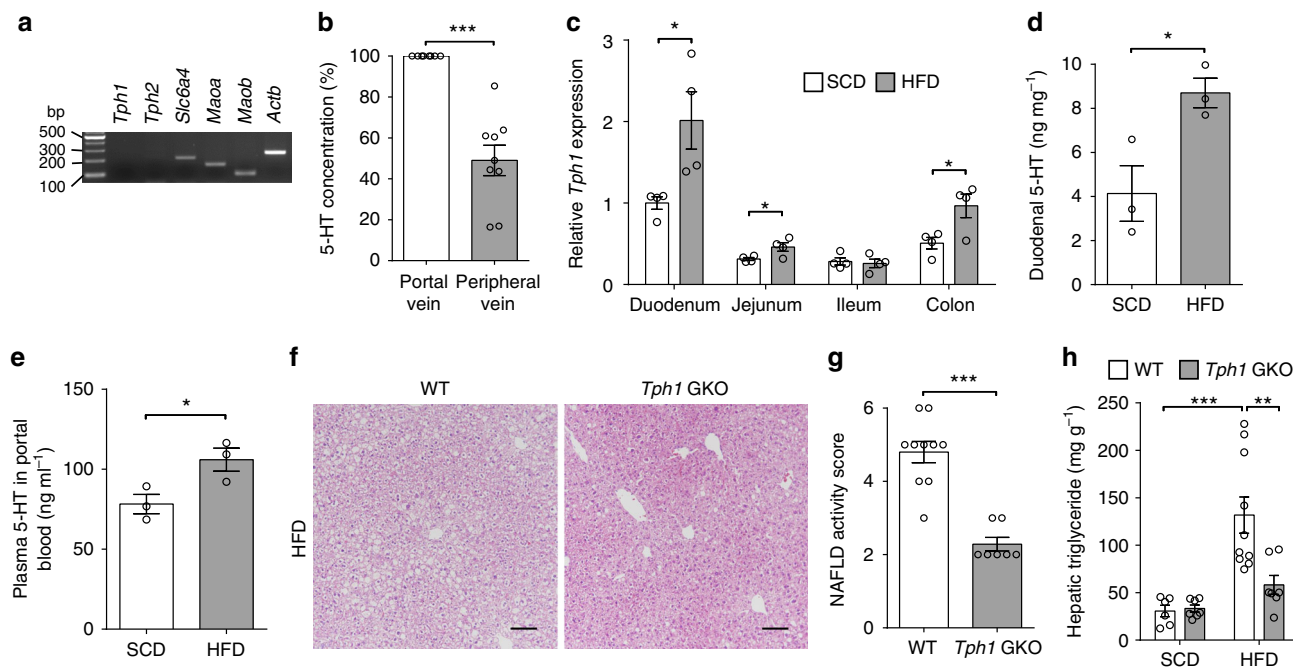 a
bp
Tph1
Tph2
Slc6a4
Maoa
Maob
Actb
500
300
200
100
b
***
5-HT concentration (%)
100
80
60
40
20
0
Portal
vein
Peripheral
vein
c
*
*
*
SCD
HFD
Relative Tph1 expression
3
2
1
0
Duodenum
Jejunum
Ileum
Colon
d
*
Duodenal 5-HT (ng mg−1)
10
8
6
4
2
0
SCD
HFD
e
*
Plasma 5-HT in portal
blood (ng ml−1)
150
100
50
0
SCD
HFD
f
WT
Tph1 GKO
HFD
g
***
NAFLD activity score
6
4
2
0
WT
Tph1 GKO
h
WT
Tph1 GKO
***
**
Hepatic triglyceride (mg g−1)
250
200
150
100
50
0
SCD
HFD